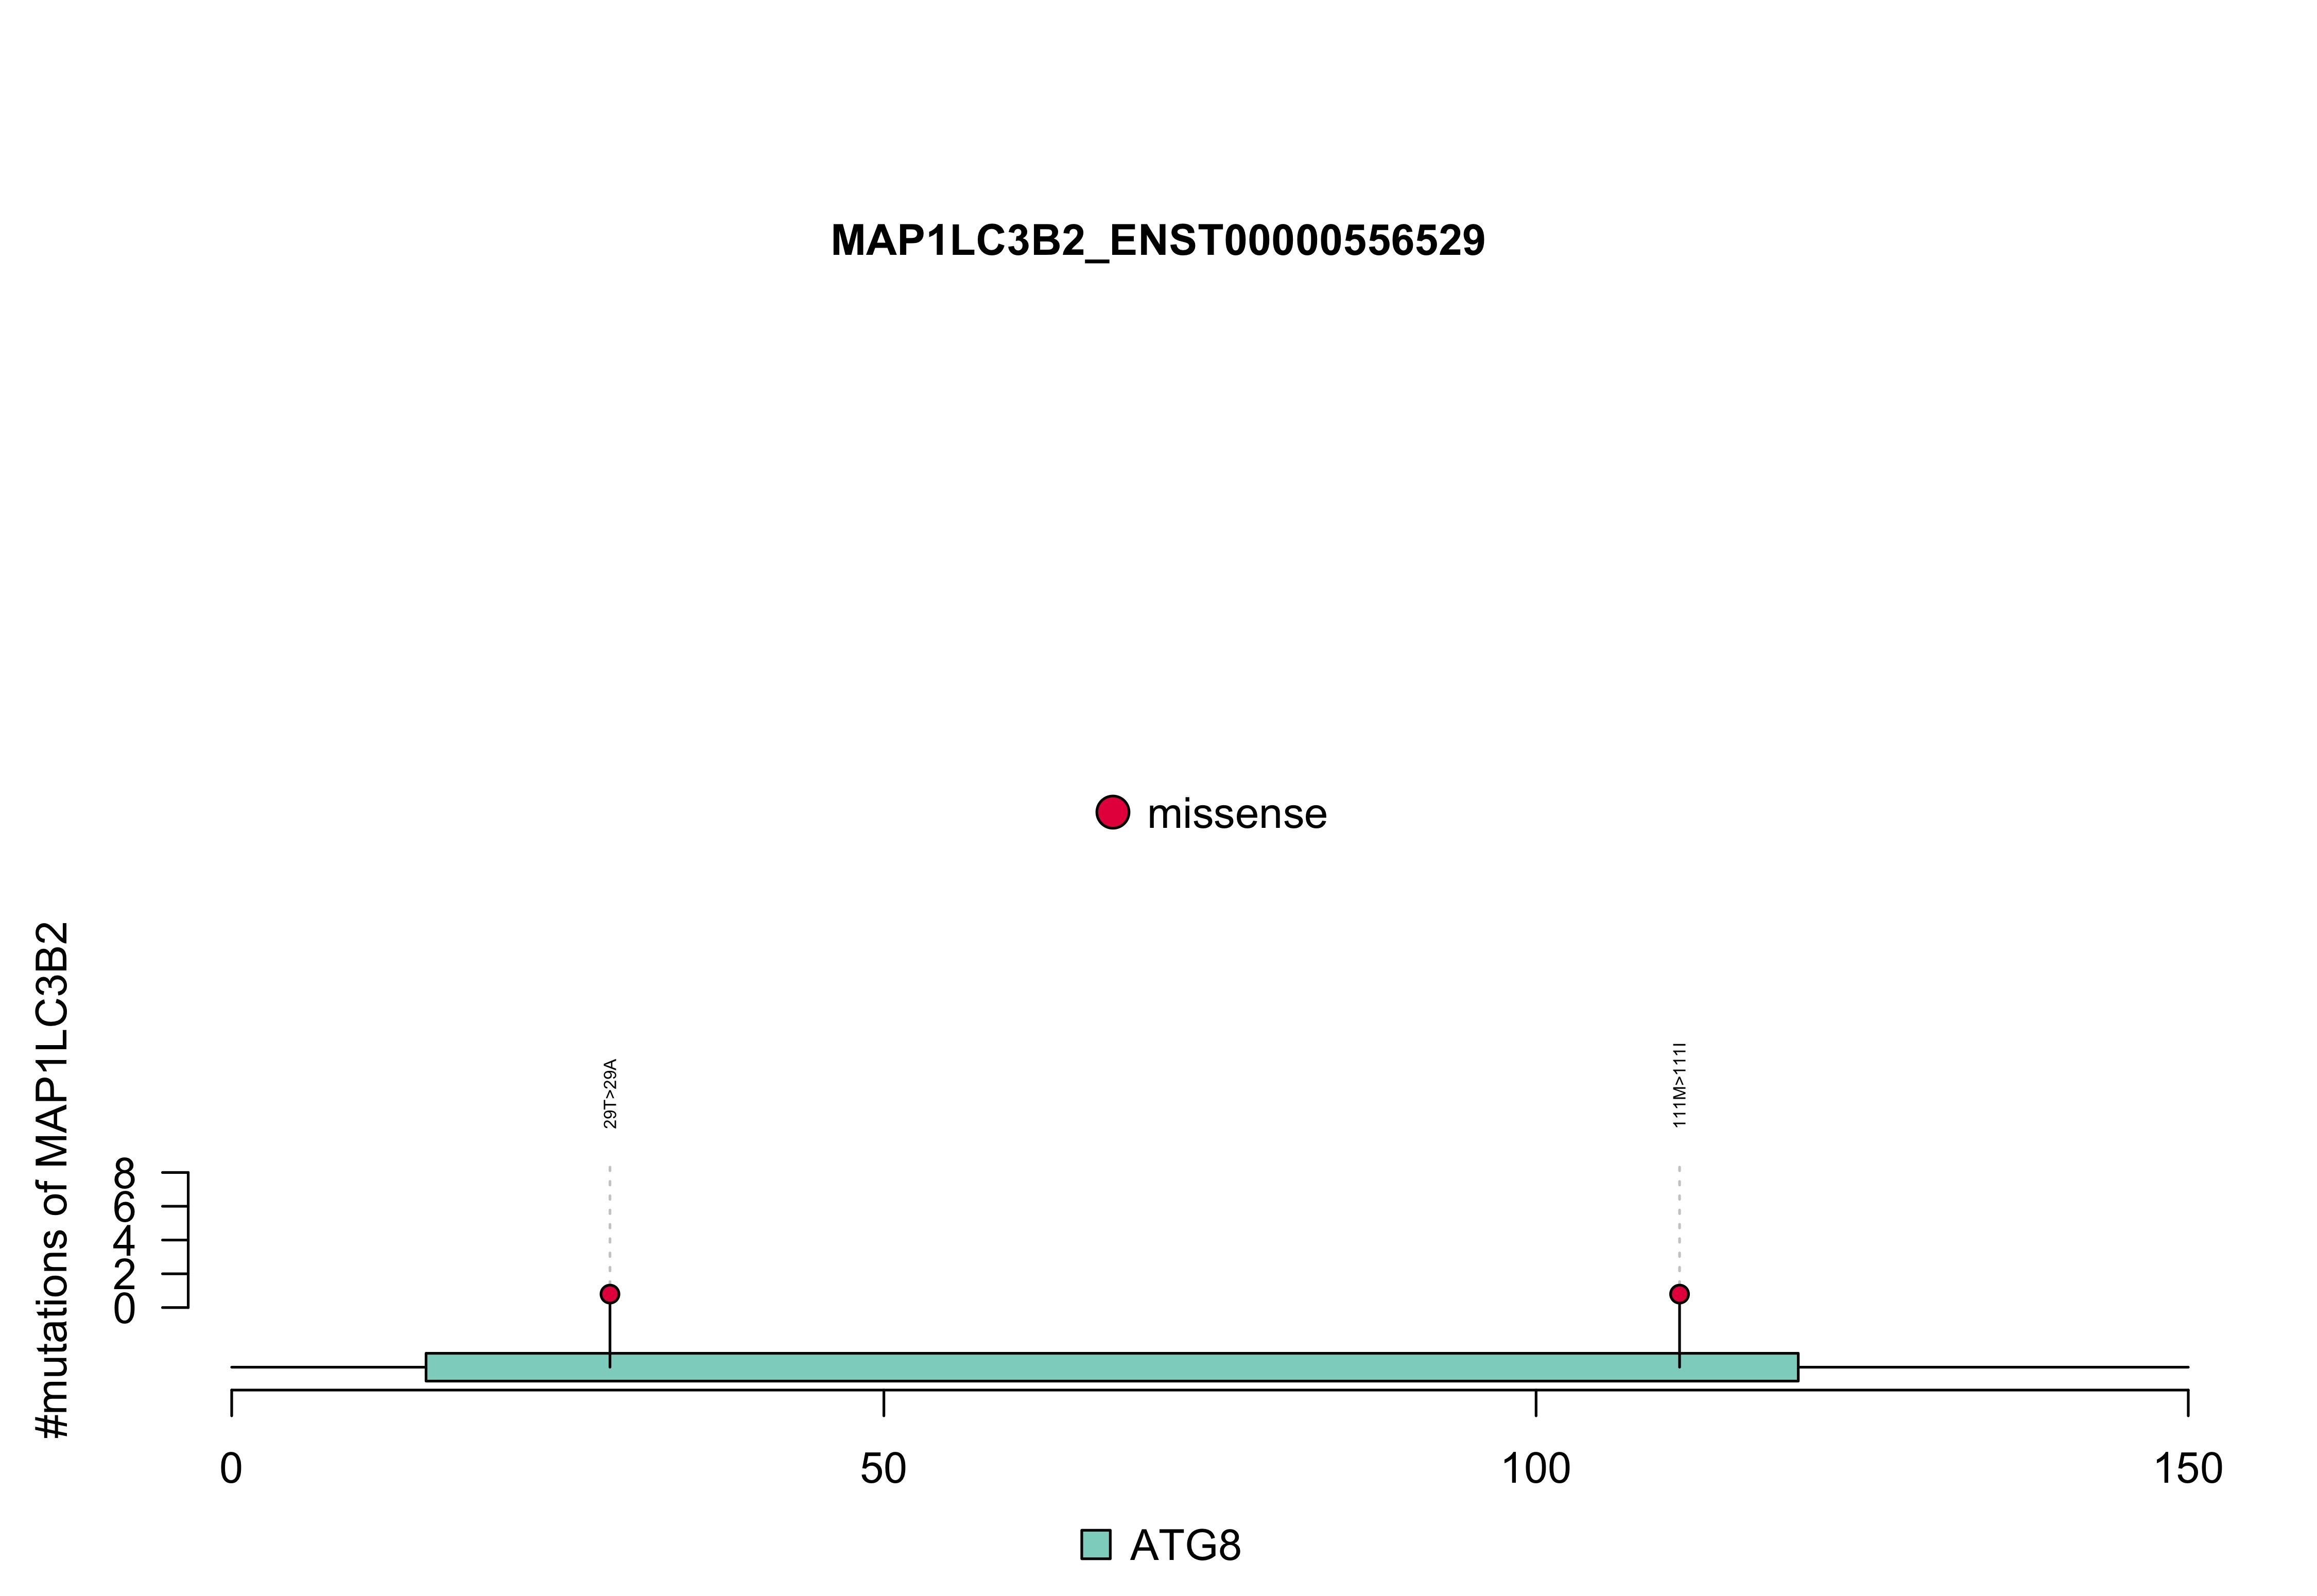 MAP1LC3B2_ENST00000556529
missense
#mutations of MAP1LC3B2
29T>29A
111M>111I
8
6
4
2
0
0
50
100
150
ATG8